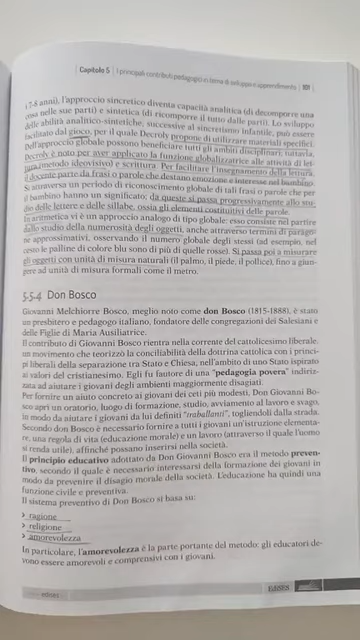 Capitolo 5 | I principali contributi pedagogici in tema di sviluppo e apprendimento 101
(7-8 anni), l'approccio sincretico diventa capacità analitica (di decomporre una
cosa nelle sue parti) e sintetica (di ricomporre il tutto dalle parti). Lo sviluppo
delle abilità analitico-sintetiche, successive al sincretismo infantile, può essere
facilitato dal gioco, per il quale Decroly propone di utilizzare materiali specifici.
Dell'approccio globale possono beneficiare tutti gli ambiti disciplinari, tuttavia,
Decroly è noto per aver applicato la funzione globalizzatrice alle attività di let-
tura (metodo ideovisivo) e scrittura. Per facilitare l'insegnamento della lettura,
il docente parte da frasi o parole che destano emozione e interesse nel bambino.
Si attraversa un periodo di riconoscimento globale di tali frasi o parole che per
il bambino hanno un significato; da queste si passa progressivamente allo stu-
dio delle lettere e delle sillabe, ossia gli elementi costitutivi delle parole.
In aritmetica vi è un approccio analogo di tipo globale: esso consiste nel partire
dallo studio della numerosità degli oggetti, anche attraverso termini di parago-
ne approssimativi, osservando il numero globale degli stessi (ad esempio, nel
cesto le palline di colore blu sono di più di quelle rosse). Si passa poi a misurare
gli oggetti con unità di misura naturali (il palmo, il piede, il pollice), fino a giun-
gere ad unità di misura formali come il metro.
5.5.4 Don Bosco
Giovanni Melchiorre Bosco, meglio noto come don Bosco (1815-1888), è stato
un presbitero e pedagogo italiano, fondatore delle congregazioni dei Salesiani e
delle Figlie di Maria Ausiliatrice.
Il contributo di Giovanni Bosco rientra nella corrente del cattolicesimo liberale,
un movimento che teorizzò la conciliabilità della dottrina cattolica con i princi-
pi liberali della separazione tra Stato e Chiesa, nell'ambito di uno Stato ispirato
ai valori del cristianesimo. Egli fu fautore di una "pedagogia povera" indiriz-
zata ad aiutare i giovani degli ambienti maggiormente disagiati.
Per fornire un aiuto concreto ai giovani dei ceti più modesti, Don Giovanni Bo-
sco aprì un oratorio, luogo di formazione, studio, avviamento al lavoro e svago,
in modo da aiutare i giovani da lui definiti "traballanti", togliendoli dalla strada.
Secondo don Bosco è necessario fornire a tutti i giovani un'istruzione elementa-
re, una regola di vita (educazione morale) e un lavoro (attraverso il quale l'uomo
si renda utile), affinché possano inserirsi nella società.
Il principio educativo adottato da Don Giovanni Bosco era il metodo preven-
tivo, secondo il quale è necessario interessarsi della formazione dei giovani in
modo da prevenire il disagio morale della società. L'educazione ha quindi una
funzione civile e preventiva.
Il sistema preventivo di Don Bosco si basa su:
> ragione
> religione
> amorevolezza
In particolare, l'amorevolezza è la parte portante del metodo: gli educatori de-
vono essere amorevoli e comprensivi con i giovani.
edises
EdiSES